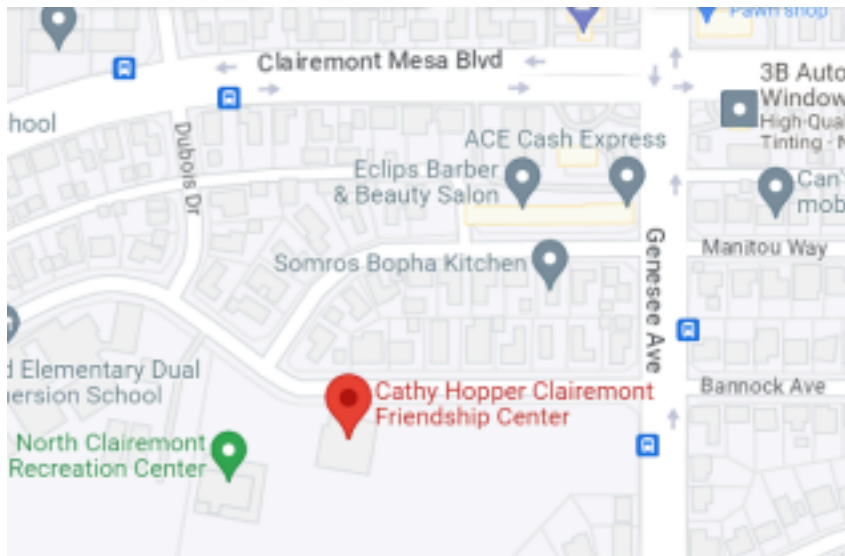 Pawn shop
Clairemont Mesa Blvd
3B Auto
Window
High-Qual
Tinting - N
hool
ACE Cash Express
Dubois Dr
Eclips Barber
& Beauty Salon
Can'
mob
Genesee Ave
Manitou Way
Somros Bopha Kitchen
d Elementary Dual
nersion School
Bannock Ave
Cathy Hopper Clairemont
Friendship Center
North Clairemont
Recreation Center